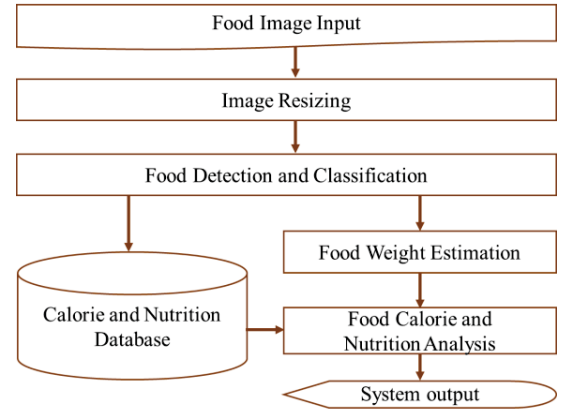 Food Image Input
Image Resizing
Food Detection and Classification
Food Weight Estimation
Calorie and Nutrition
Database
Food Calorie and
Nutrition Analysis
System output